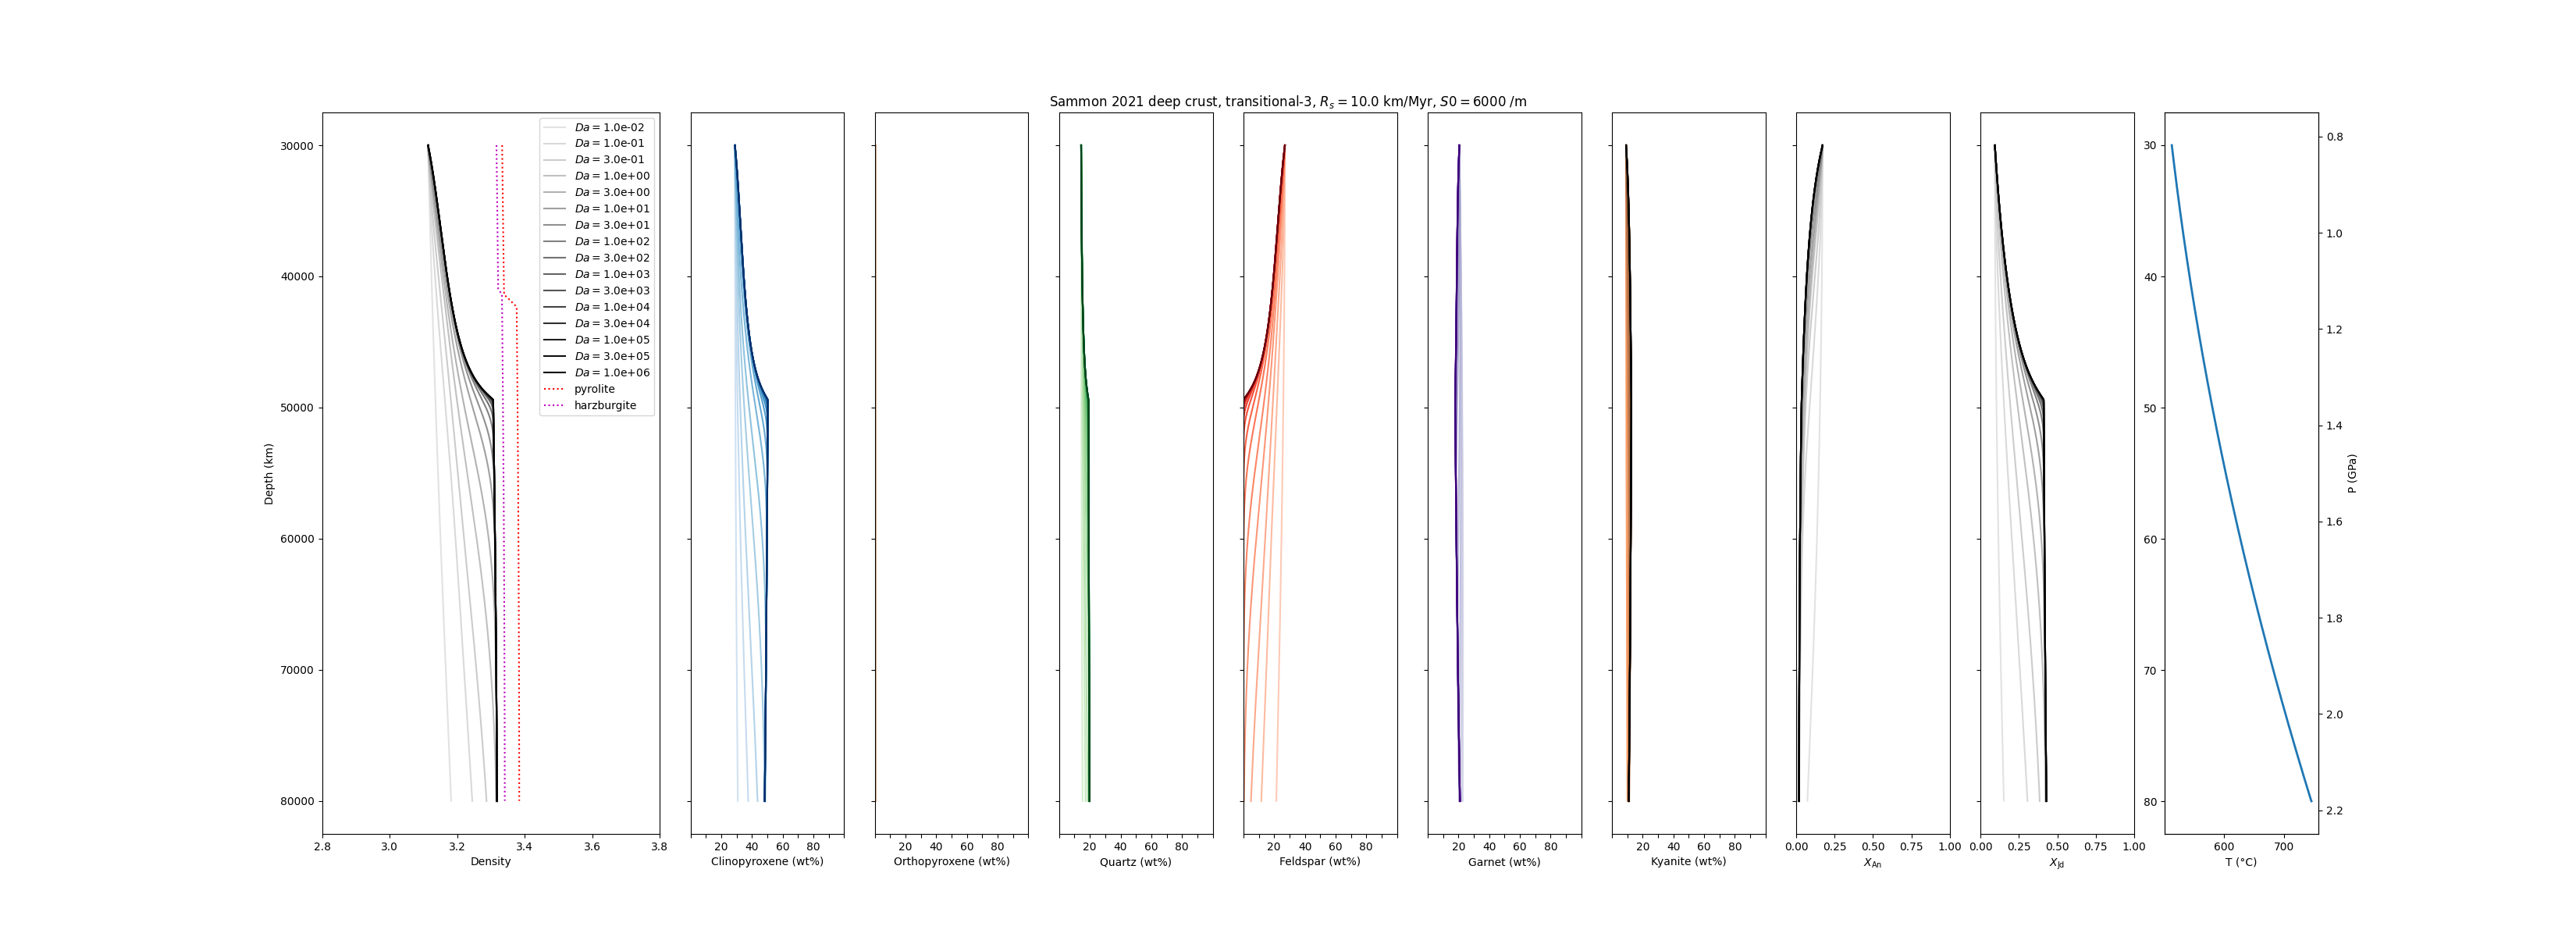 Sammon 2021 deep crust, transitional-3, Rs = 10.0 km/Myr, S0 = 6000 /m
Da = 1.0e-02
Da = 1.0e-01
Da = 3.0e-01
Da = 1.0e+00
Da = 3.0e+00
Da = 1.0e+01
Da = 3.0e+01
Da = 1.0e+02
Da = 3.0e+02
Da = 1.0e+03
Da = 3.0e+03
Da = 1.0e+04
Da = 3.0e+04
Da = 1.0e+05
Da = 3.0e+05
Da = 1.0e+06
pyrolite
harzburgite
Depth (km)
30000
40000
50000
60000
70000
80000
2.8 3.0 3.2 3.4 3.6 3.8
Density
20 40 60 80
Clinopyroxene (wt%)
20 40 60 80
Orthopyroxene (wt%)
20 40 60 80
Quartz (wt%)
20 40 60 80
Feldspar (wt%)
20 40 60 80
Garnet (wt%)
20 40 60 80
Kyanite (wt%)
0.00 0.25 0.50 0.75 1.00
XAn
0.00 0.25 0.50 0.75 1.00
XJd
30
40
50
60
70
80
600 700
T (°C)
0.8
1.0
1.2
1.4
1.6
1.8
2.0
2.2
P (GPa)